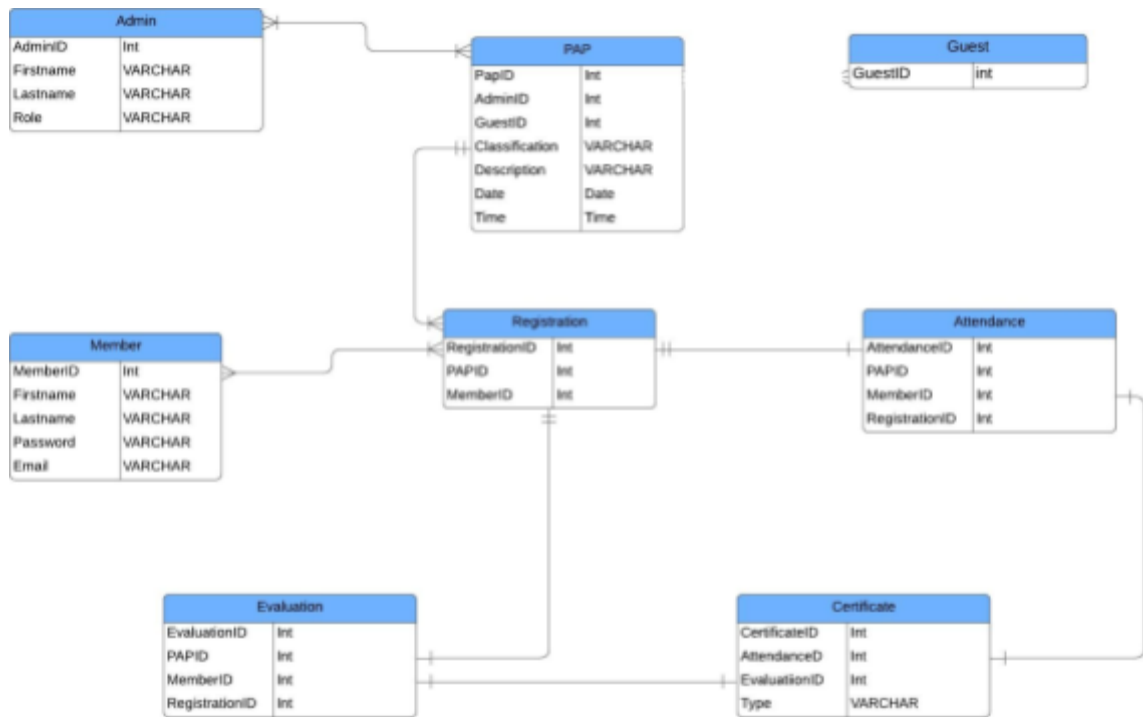 Admin
AdminID Int
Firstname VARCHAR
Lastname VARCHAR
Role VARCHAR
PAP
PapID Int
AdminID Int
GuestID Int
Classification VARCHAR
Description VARCHAR
Date Date
Time Time
Guest
GuestID int
Registration
RegistrationID Int
PAPID Int
MemberID Int
Attendance
AttendanceID Int
PAPID Int
MemberID Int
RegistrationID Int
Member
MemberID Int
Firstname VARCHAR
Lastname VARCHAR
Password VARCHAR
Email VARCHAR
Evaluation
EvaluationID Int
PAPID Int
MemberID Int
RegistrationID Int
Certificate
CertificateID Int
AttendanceD Int
EvaluatiionID Int
Type VARCHAR